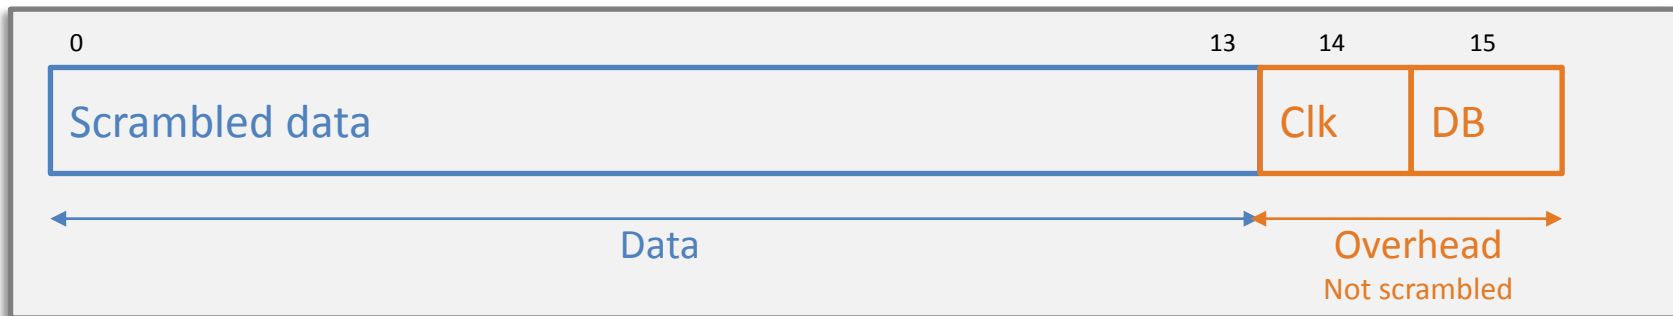 0 13 14 15
Scrambled data Clk DB
Data Overhead
Not scrambled